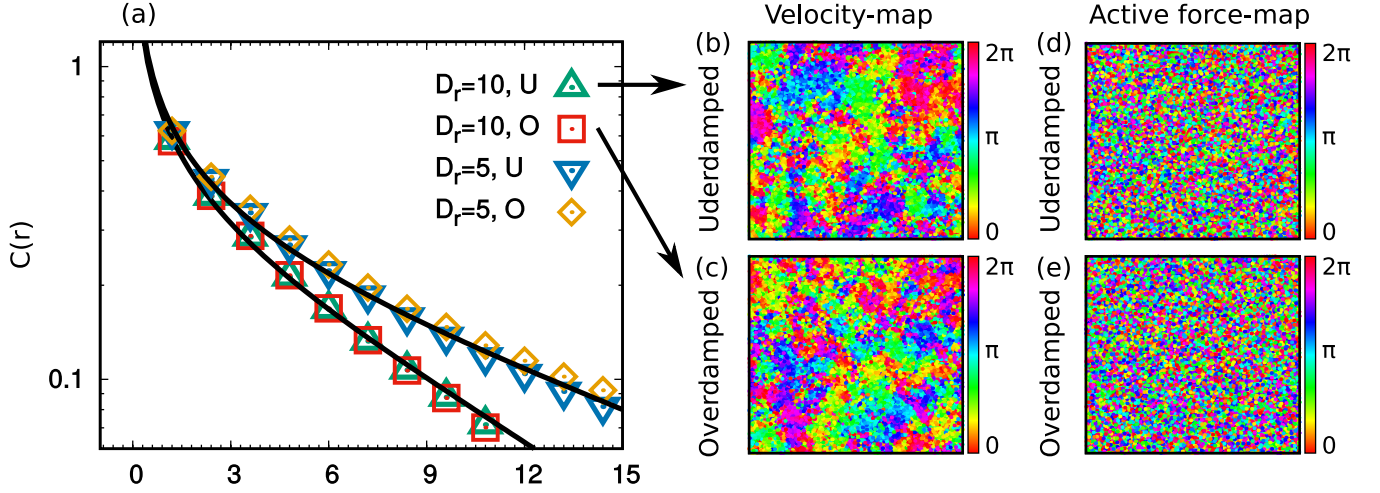 (a)
C(r)
1
0.1
0 3 6 9 12 15
D_r=10, U
D_r=10, O
D_r=5, U
D_r=5, O
Velocity-map
Active force-map
(b)
Uderdamped
2π
π
0
(d)
Uderdamped
2π
π
0
(c)
Overdamped
2π
π
0
(e)
Overdamped
2π
π
0